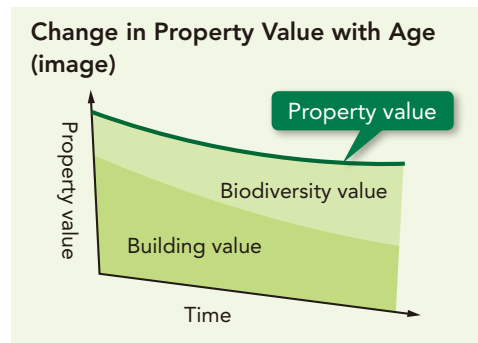 Change in Property Value with Age
(image)
Property value
Property value
Biodiversity value
Building value
Time